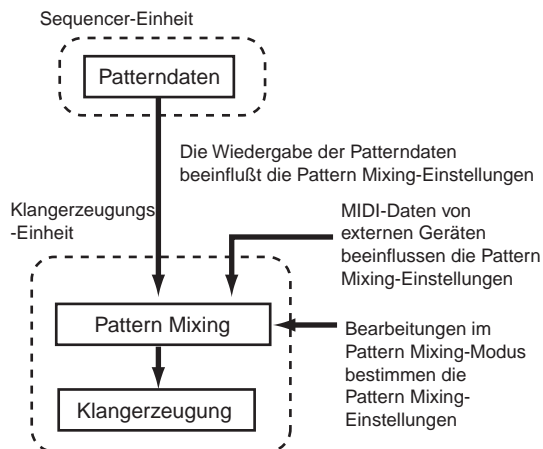 Sequencer-Einheit
Patterndaten
Die Wiedergabe der Patterndaten
beeinflußt die Pattern Mixing-Einstellungen
Klangerzeugungs
-Einheit
MIDI-Daten von
externen Geräten
beeinflussen die Pattern
Mixing-Einstellungen
Pattern Mixing
Bearbeitungen im
Pattern Mixing-Modus
bestimmen die
Pattern Mixing-
Einstellungen
Klangerzeugung